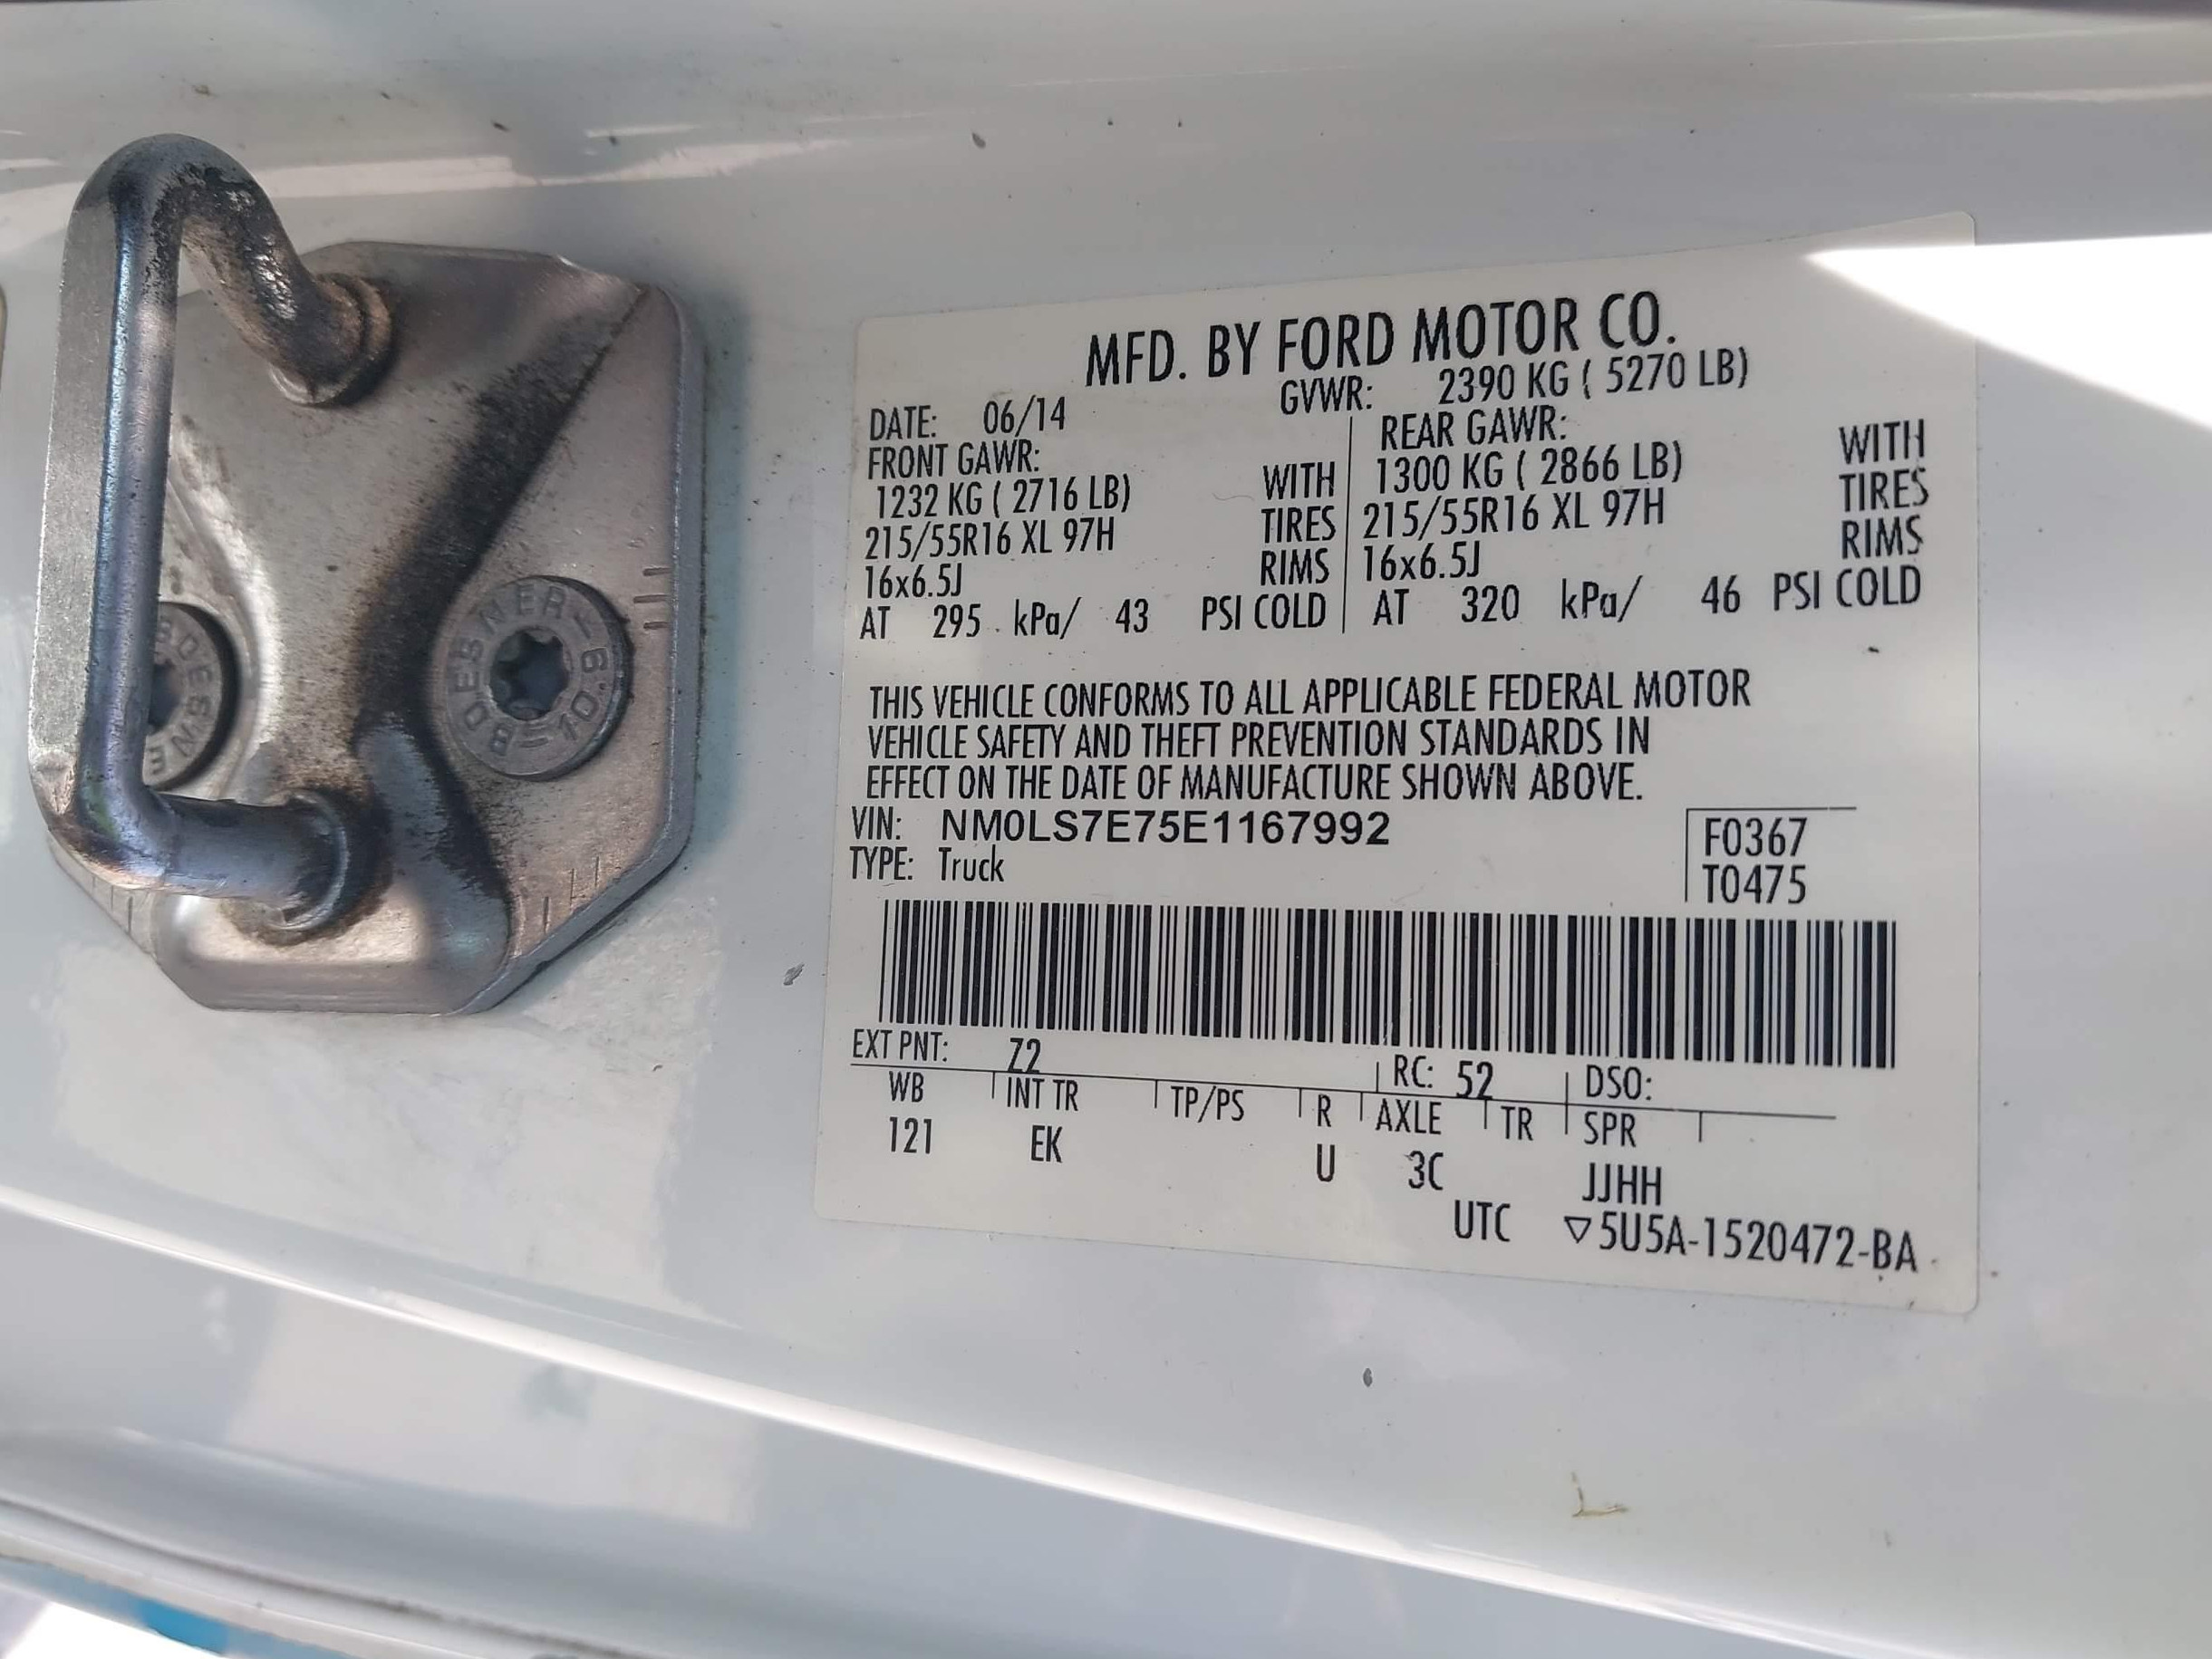 MFD. BY FORD MOTOR CO.
DATE: 06/14 GVWR: 2390 KG ( 5270 LB)
FRONT GAWR: REAR GAWR:
1232 KG ( 2716 LB) WITH 1300 KG ( 2866 LB) WITH
215/55R16 XL 97H TIRES 215/55R16 XL 97H TIRES
16x6.5J RIMS 16x6.5J RIMS
AT 295 kPa/ 43 PSI COLD AT 320 kPa/ 46 PSI COLD
THIS VEHICLE CONFORMS TO ALL APPLICABLE FEDERAL MOTOR
VEHICLE SAFETY AND THEFT PREVENTION STANDARDS IN
EFFECT ON THE DATE OF MANUFACTURE SHOWN ABOVE.
VIN: NM0LS7E75E1167992 F0367
TYPE: Truck T0475
EXT PNT: Z2 RC: 52 DSO:
WB INT TR TP/PS R AXLE TR SPR
121 EK U 3C JJHH
UTC ▽5U5A-1520472-BA